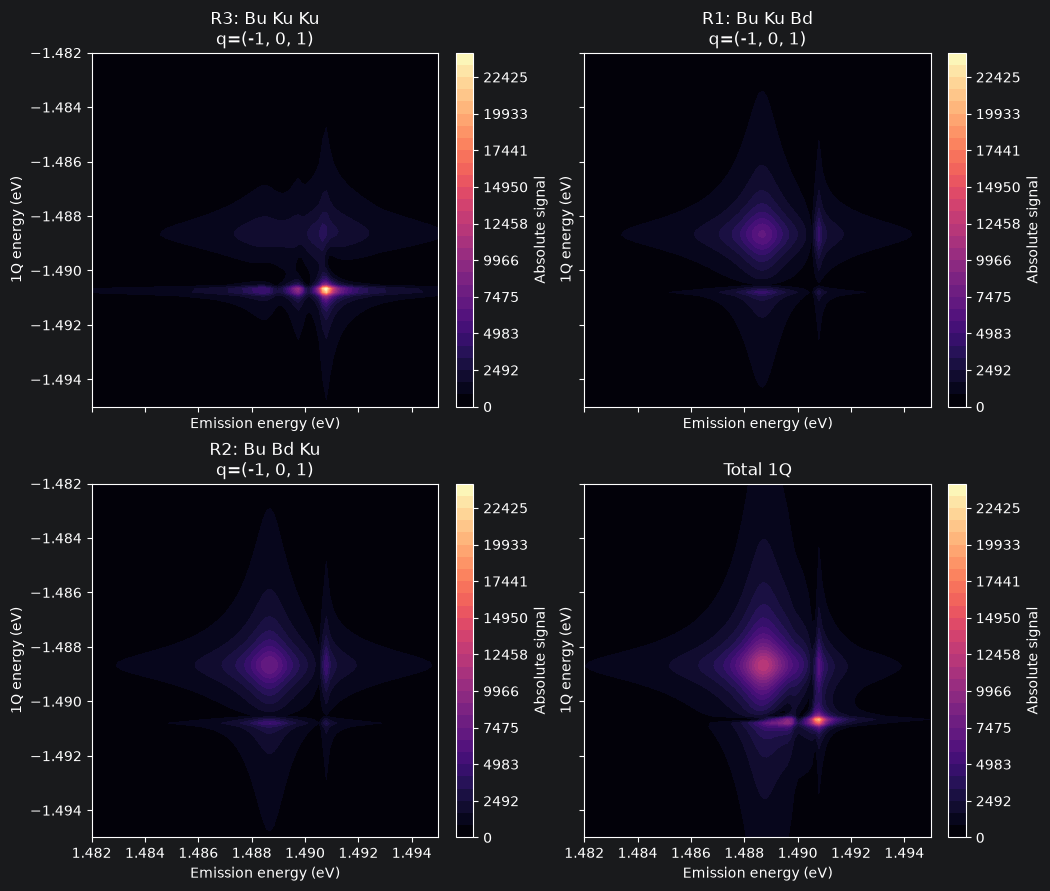 R3: Bu Ku Ku
q=(-1, 0, 1)
−1.482
−1.484
−1.486
−1.488
−1.490
−1.492
−1.494
1Q energy (eV)
Emission energy (eV)
22425
19933
17441
14950
12458
9966
7475
4983
2492
0
Absolute signal
R1: Bu Ku Bd
q=(-1, 0, 1)
1Q energy (eV)
Emission energy (eV)
22425
19933
17441
14950
12458
9966
7475
4983
2492
0
Absolute signal
R2: Bu Bd Ku
q=(-1, 0, 1)
−1.482
−1.484
−1.486
−1.488
−1.490
−1.492
−1.494
1Q energy (eV)
1.482 1.484 1.486 1.488 1.490 1.492 1.494
Emission energy (eV)
22425
19933
17441
14950
12458
9966
7475
4983
2492
0
Absolute signal
Total 1Q
1Q energy (eV)
1.482 1.484 1.486 1.488 1.490 1.492 1.494
Emission energy (eV)
22425
19933
17441
14950
12458
9966
7475
4983
2492
0
Absolute signal